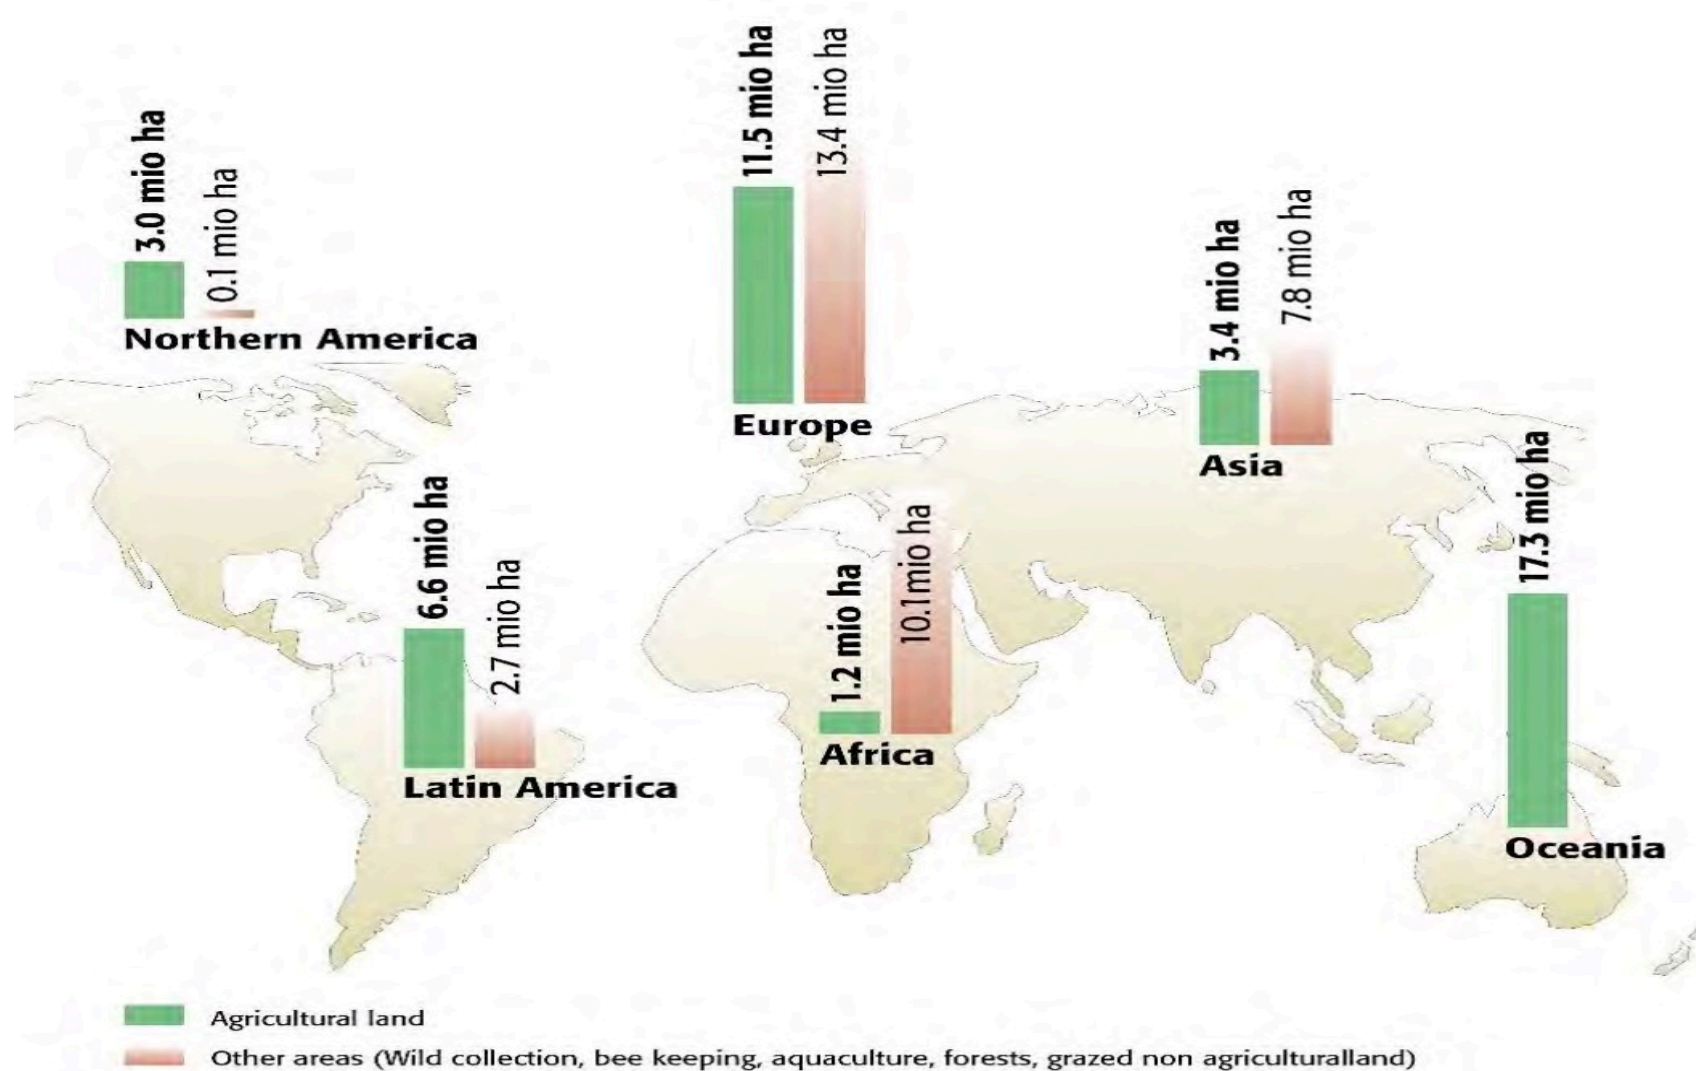 3.0 mio ha
0.1 mio ha
Northern America
11.5 mio ha
13.4 mio ha
Europe
3.4 mio ha
7.8 mio ha
Asia
6.6 mio ha
2.7 mio ha
Latin America
1.2 mio ha
10.1mio ha
Africa
17.3 mio ha
Oceania
Agricultural land
Other areas (Wild collection, bee keeping, aquaculture, forests, grazed non agriculturalland)